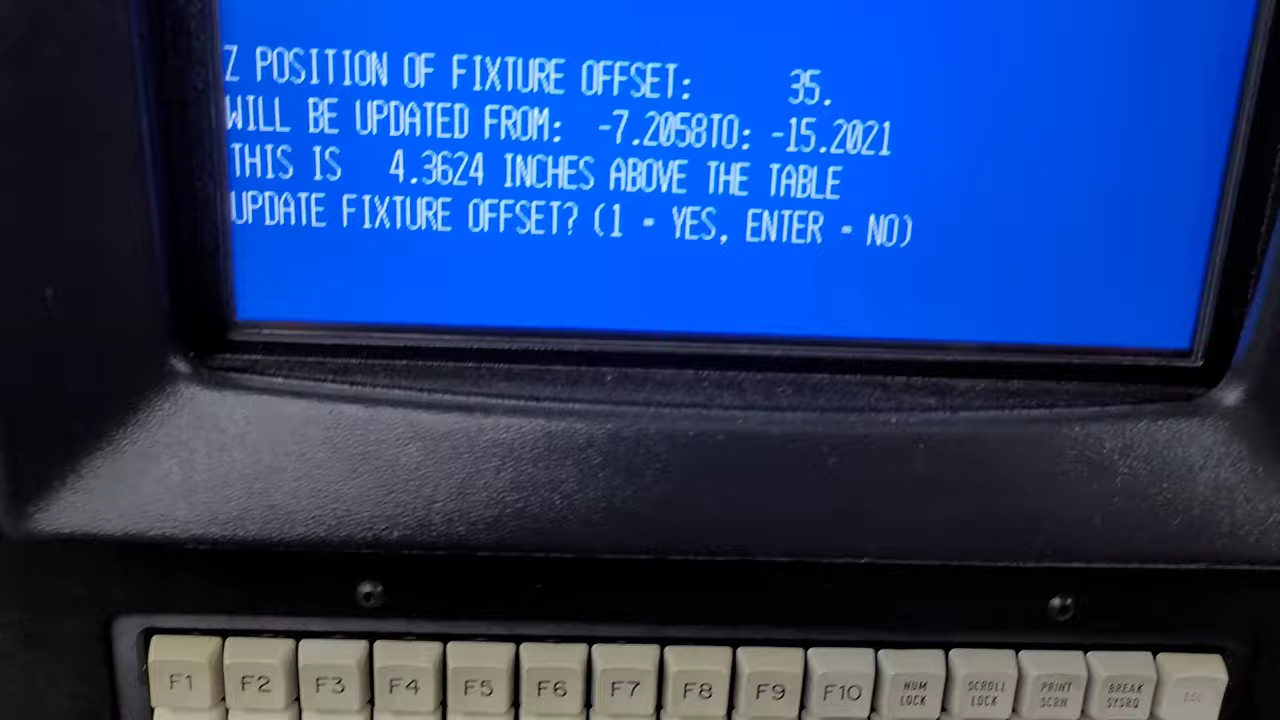 Z POSITION OF FIXTURE OFFSET: 35.
WILL BE UPDATED FROM: -7.2058TO: -15.2021
THIS IS 4.3624 INCHES ABOVE THE TABLE
UPDATE FIXTURE OFFSET? (1 - YES, ENTER - NO)
F1 F2 F3 F4 F5 F6 F7 F8 F9 F10 NUM LOCK SCROLL LOCK PRINT SCRN BREAK SYSRQ